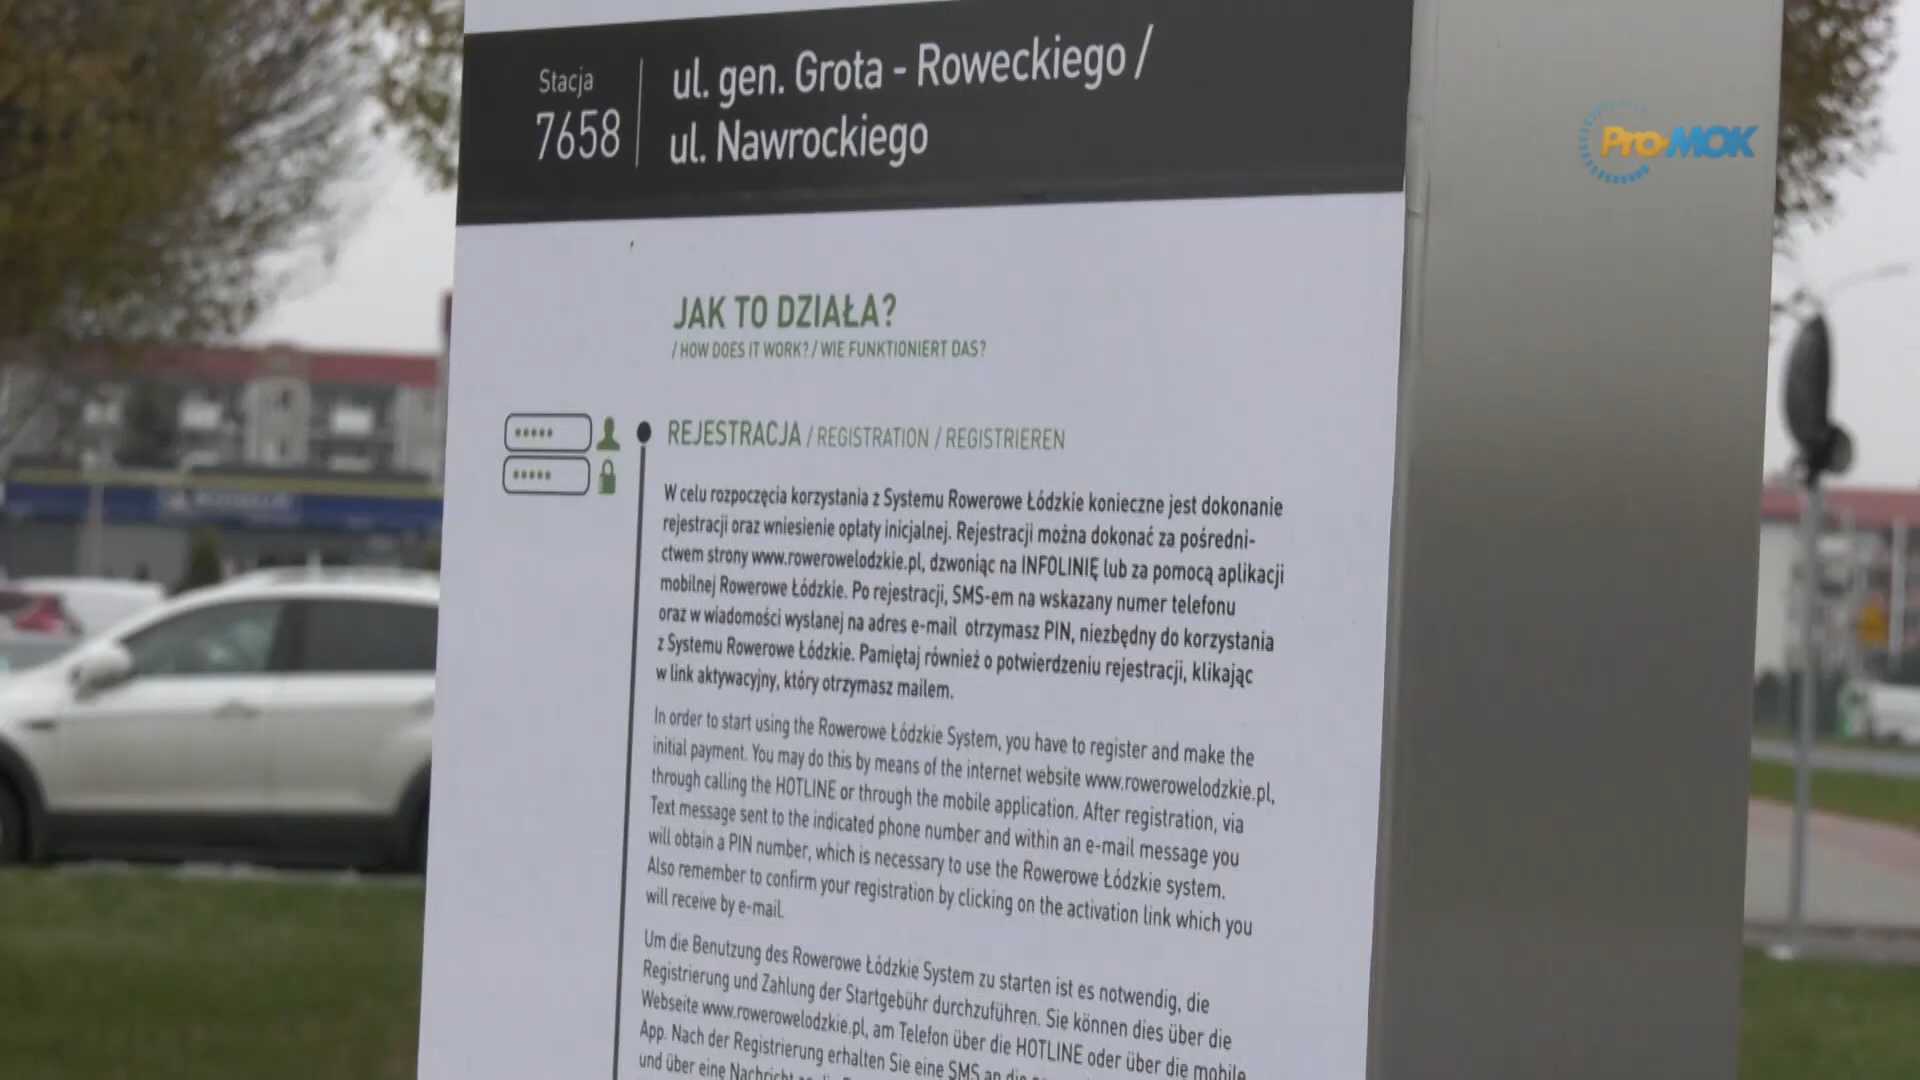 Stacja
7658
ul. gen. Grota - Roweckiego /
ul. Nawrockiego
Pro-MOK
JAK TO DZIAŁA?
/ HOW DOES IT WORK? / WIE FUNKTIONIERT DAS?
REJESTRACJA / REGISTRATION / REGISTRIEREN
W celu rozpoczęcia korzystania z Systemu Rowerowe Łódzkie konieczne jest dokonanie
rejestracji oraz wniesienie opłaty inicjalnej. Rejestracji można dokonać za pośredni-
ctwem strony www.rowerowelodzkie.pl, dzwoniąc na INFOLINIĘ lub za pomocą aplikacji
mobilnej Rowerowe Łódzkie. Po rejestracji, SMS-em na wskazany numer telefonu
oraz w wiadomości wysłanej na adres e-mail otrzymasz PIN, niezbędny do korzystania
z Systemu Rowerowe Łódzkie. Pamiętaj również o potwierdzeniu rejestracji, klikając
w link aktywacyjny, który otrzymasz mailem.
In order to start using the Rowerowe Łódzkie System, you have to register and make the
initial payment. You may do this by means of the internet website www.rowerowelodzkie.pl,
through calling the HOTLINE or through the mobile application. After registration, via
Text message sent to the indicated phone number and within an e-mail message you
will obtain a PIN number, which is necessary to use the Rowerowe Łódzkie system.
Also remember to confirm your registration by clicking on the activation link which you
will receive by e-mail.
Um die Benutzung des Rowerowe Łódzkie System zu starten ist es notwendig, die
Registrierung und Zahlung der Startgebühr durchzuführen. Sie können dies über die
Webseite www.rowerowelodzkie.pl, am Telefon über die HOTLINE oder über die mobile
App. Nach der Registrierung erhalten Sie eine SMS an die
und über eine Nachricht